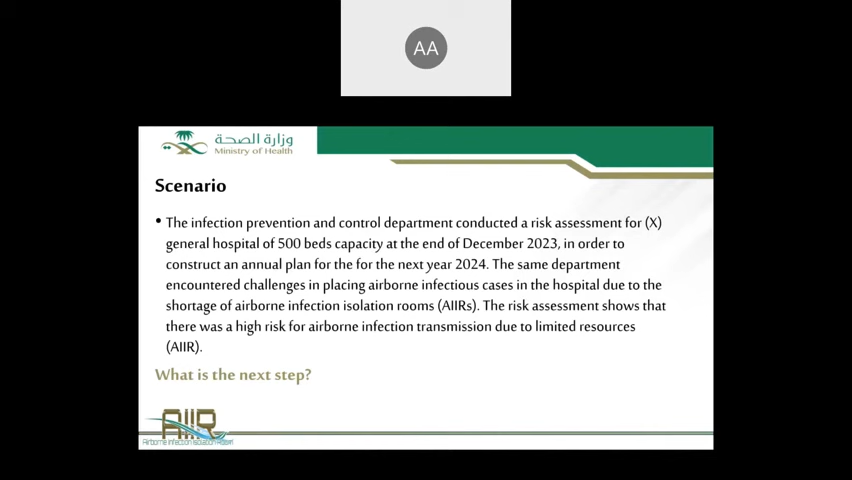 AA
وزارة الصحة
Ministry of Health
Scenario
• The infection prevention and control department conducted a risk assessment for (X)
general hospital of 500 beds capacity at the end of December 2023, in order to
construct an annual plan for the for the next year 2024. The same department
encountered challenges in placing airborne infectious cases in the hospital due to the
shortage of airborne infection isolation rooms (AIIRs). The risk assessment shows that
there was a high risk for airborne infection transmission due to limited resources
(AIIR).
What is the next step?
AIIR
Airborne Infection Isolation Room